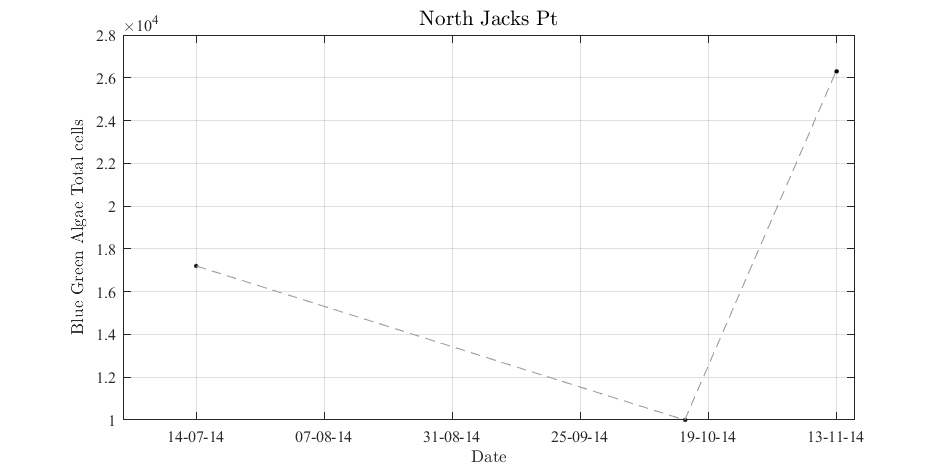 North Jacks Pt
×10⁴
2.8
2.6
2.4
2.2
2
1.8
1.6
1.4
1.2
1
Blue Green Algae Total cells
14-07-14 07-08-14 31-08-14 25-09-14 19-10-14 13-11-14
Date